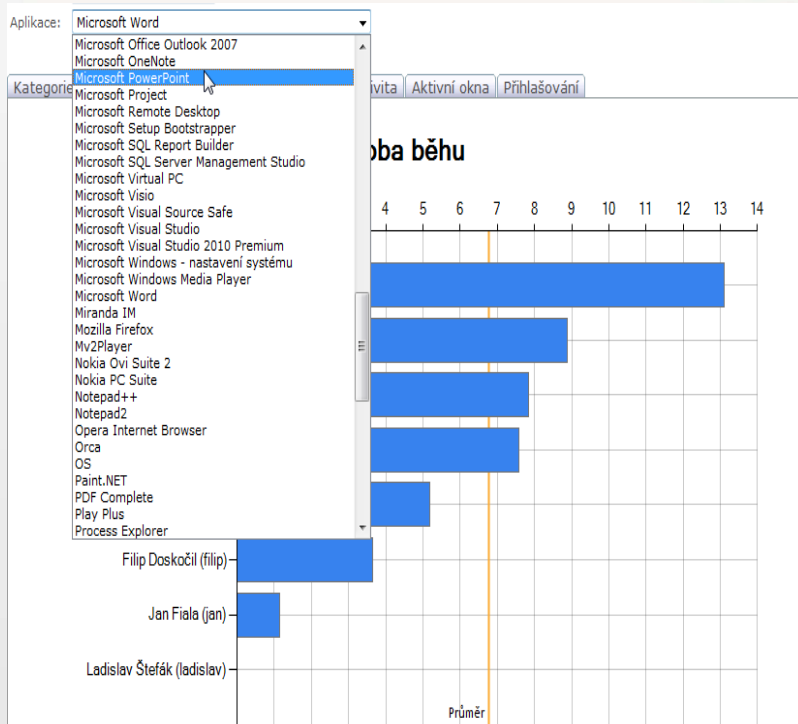 Aplikace: Microsoft Word
Microsoft Office Outlook 2007
Microsoft OneNote
Microsoft PowerPoint
Microsoft Project
Microsoft Remote Desktop
Microsoft Setup Bootstrapper
Microsoft SQL Report Builder
Microsoft SQL Server Management Studio
Microsoft Virtual PC
Microsoft Visio
Microsoft Visual Source Safe
Microsoft Visual Studio
Microsoft Visual Studio 2010 Premium
Microsoft Windows - nastavení systému
Microsoft Windows Media Player
Microsoft Word
Miranda IM
Mozilla Firefox
Mv2Player
Nokia Ovi Suite 2
Nokia PC Suite
Notepad++
Notepad2
Opera Internet Browser
Orca
OS
Paint.NET
PDF Complete
Play Plus
Process Explorer
Kategorie ivita Aktivní okna Přihlašování
oba běhu
4 5 6 7 8 9 10 11 12 13 14
Filip Doskočil (filip)
Jan Fiala (jan)
Ladislav Štefák (ladislav)
Průměr